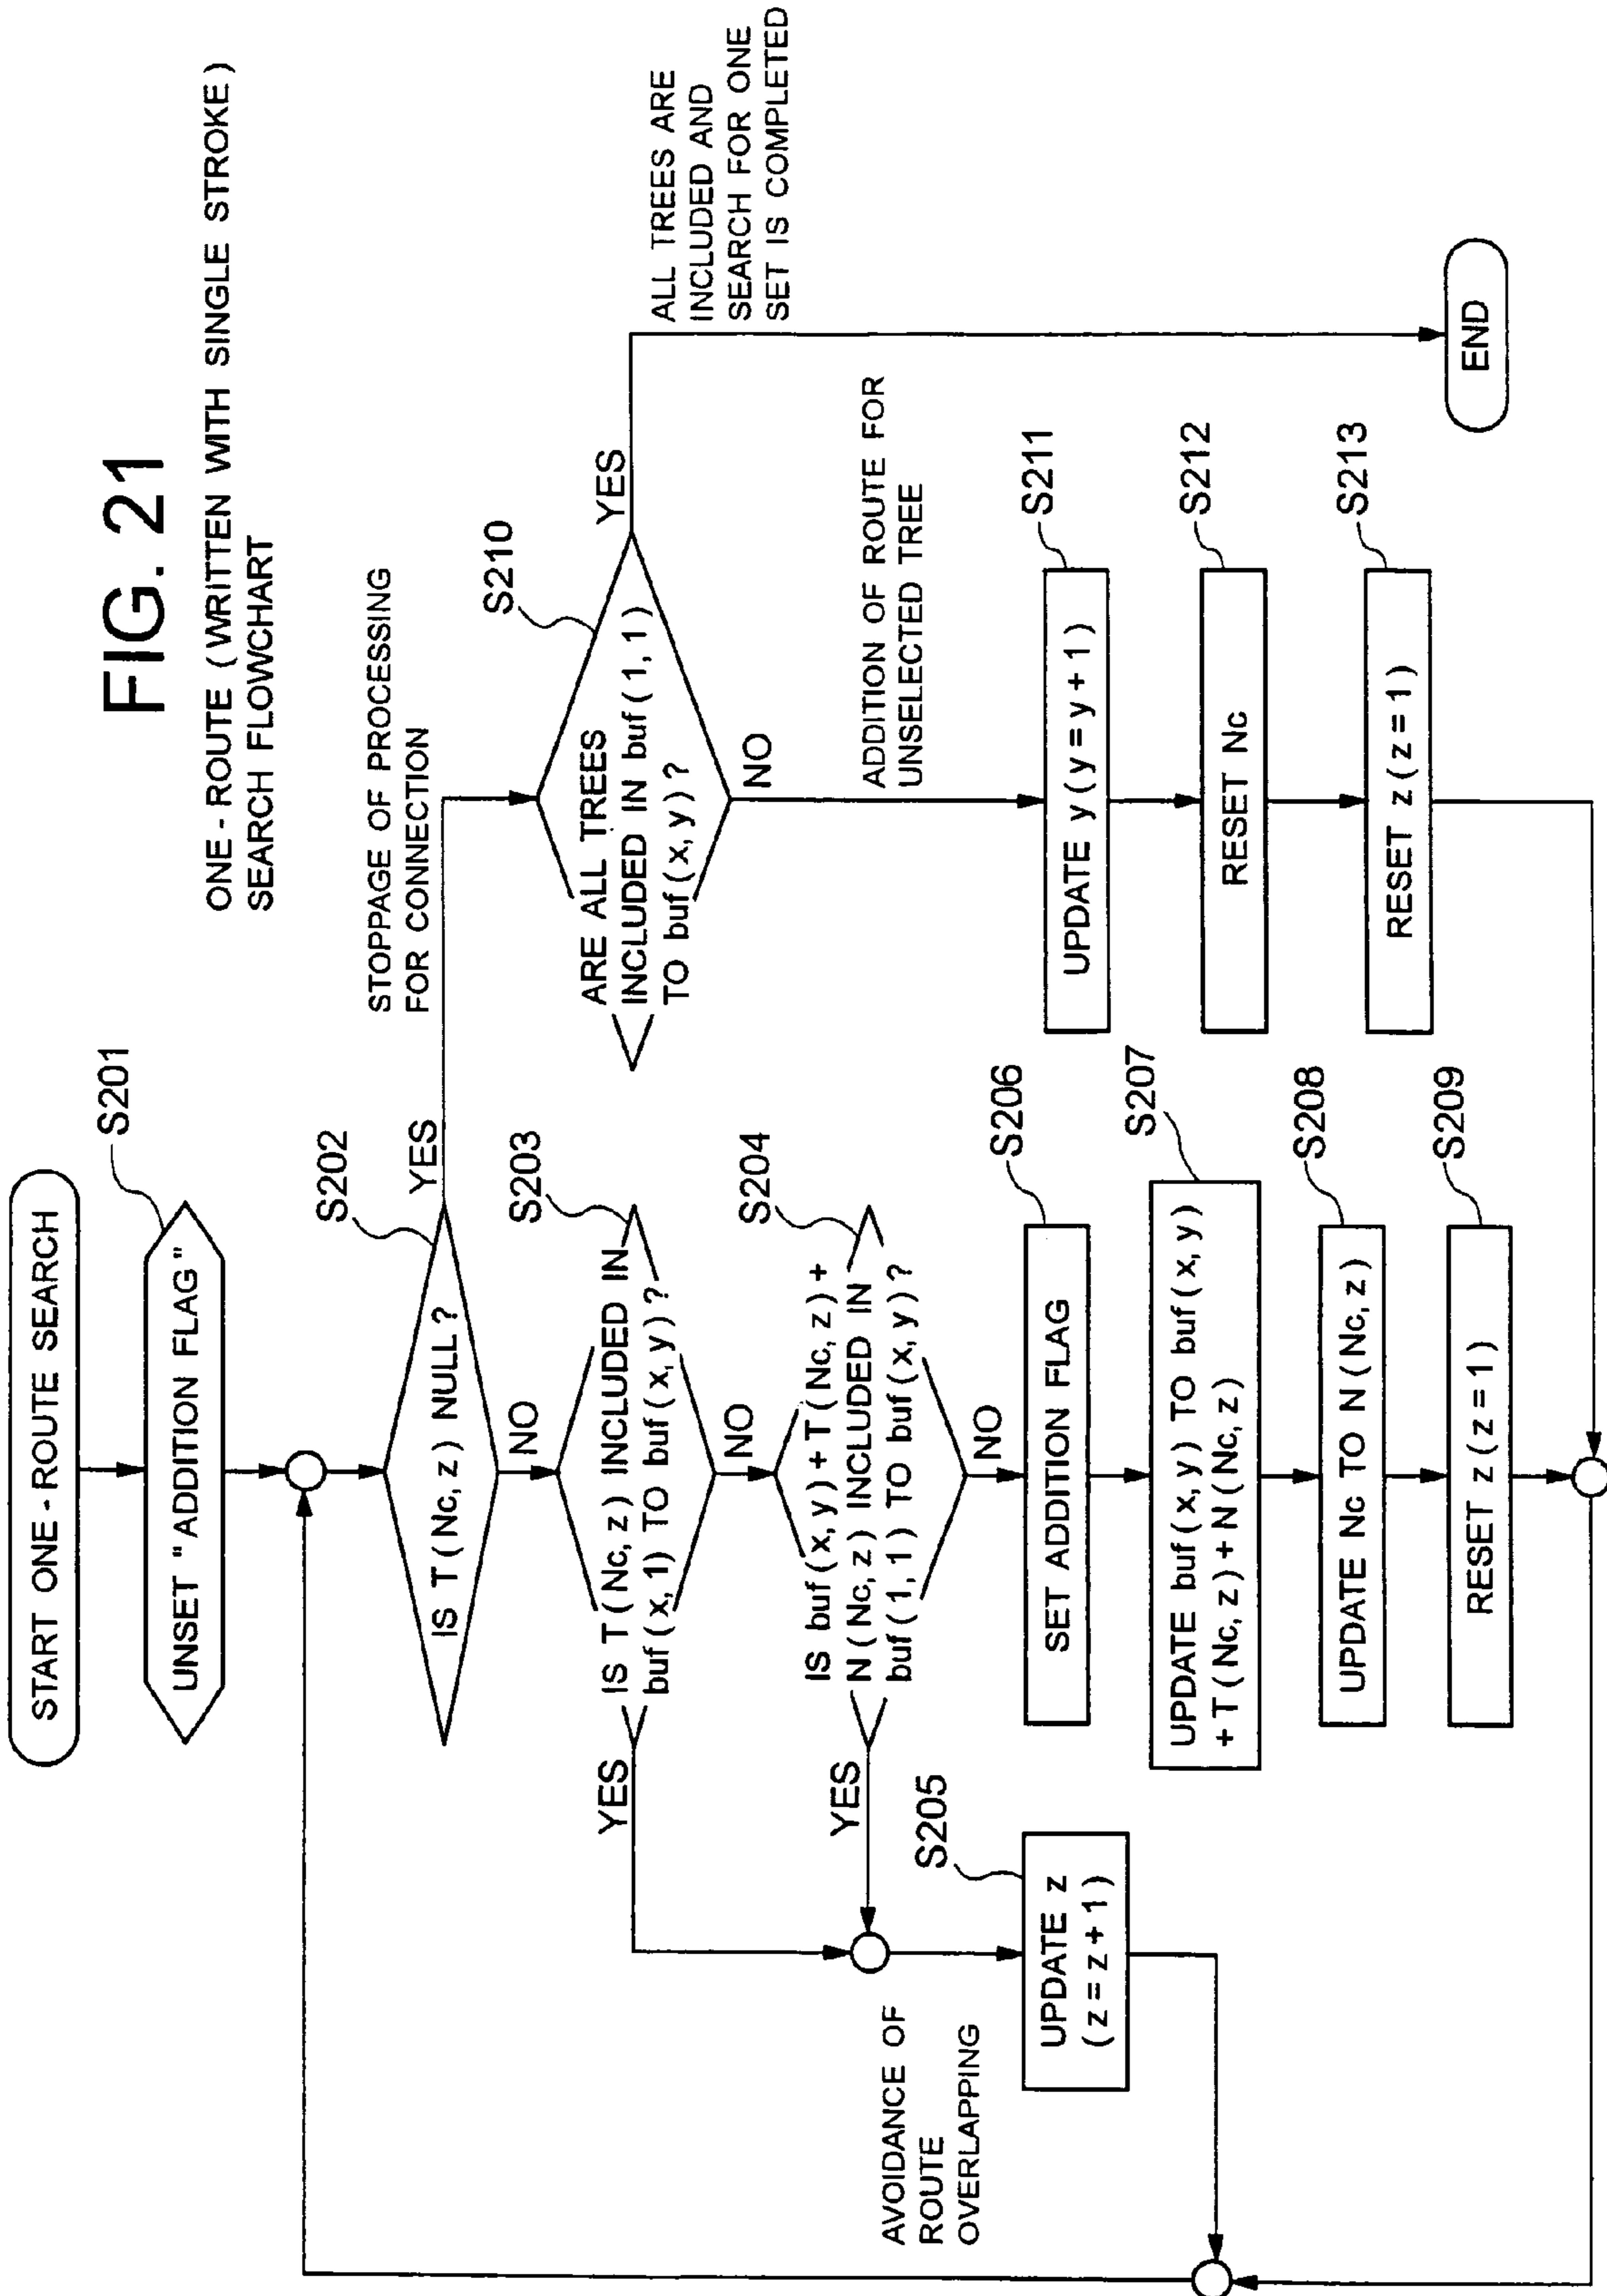 FIG. 21
ONE-ROUTE (WRITTEN WITH SINGLE STROKE)
SEARCH FLOWCHART
START ONE-ROUTE SEARCH
S201
UNSET "ADDITION FLAG"
S202
IS T(Nc, z) NULL?
YES
NO
STOPPAGE OF PROCESSING
FOR CONNECTION
S203
IS T(Nc, z) INCLUDED IN
buf(x, 1) TO buf(x, y)?
YES
NO
S204
IS buf(x, y) + T(Nc, z) +
N(Nc, z) INCLUDED IN
buf(1, 1) TO buf(x, y)?
YES
NO
AVOIDANCE OF
ROUTE
OVERLAPPING
S205
UPDATE z
(z = z + 1)
S206
SET ADDITION FLAG
S207
UPDATE buf(x, y) TO buf(x, y)
+ T(Nc, z) + N(Nc, z)
S208
UPDATE Nc TO N(Nc, z)
S209
RESET z(z = 1)
S210
ARE ALL TREES
INCLUDED IN buf(1, 1)
TO buf(x, y)?
YES
NO
ALL TREES ARE
INCLUDED AND
SEARCH FOR ONE
SET IS COMPLETED
ADDITION OF ROUTE FOR
UNSELECTED TREE
S211
UPDATE y(y = y + 1)
S212
RESET Nc
S213
RESET z(z = 1)
END